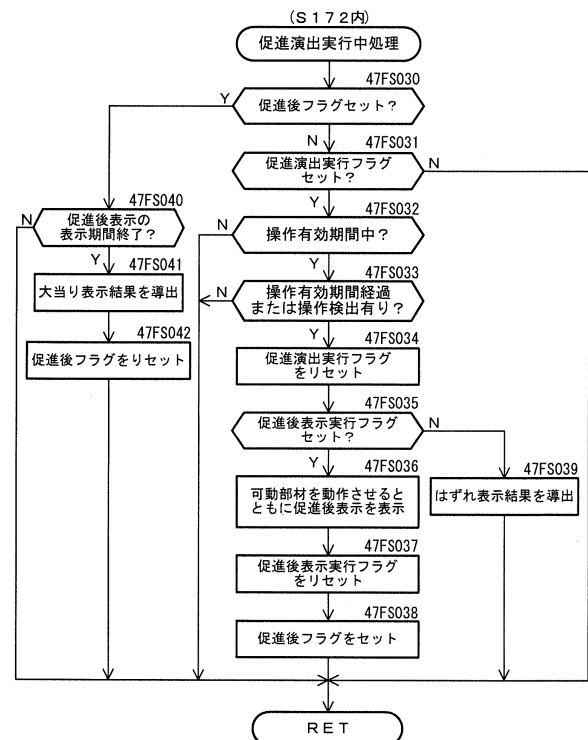 (S172内)
促進演出実行中処理
47FS030
促進後フラグセット？
Y
N
47FS031
促進演出実行フラグ
セット？
N
Y
47FS040
促進後表示の
表示期間終了？
N
Y
47FS032
操作有効期間中？
N
Y
47FS041
大当り表示結果を導出
47FS033
操作有効期間経過
または操作検出有り？
N
Y
47FS042
促進後フラグをりセット
47FS034
促進演出実行フラグ
をリセット
47FS035
促進後表示実行フラグ
セット？
N
Y
47FS036
可動部材を動作させると
ともに促進後表示を表示
47FS039
はずれ表示結果を導出
47FS037
促進後表示実行フラグ
をリセット
47FS038
促進後フラグをセット
RET